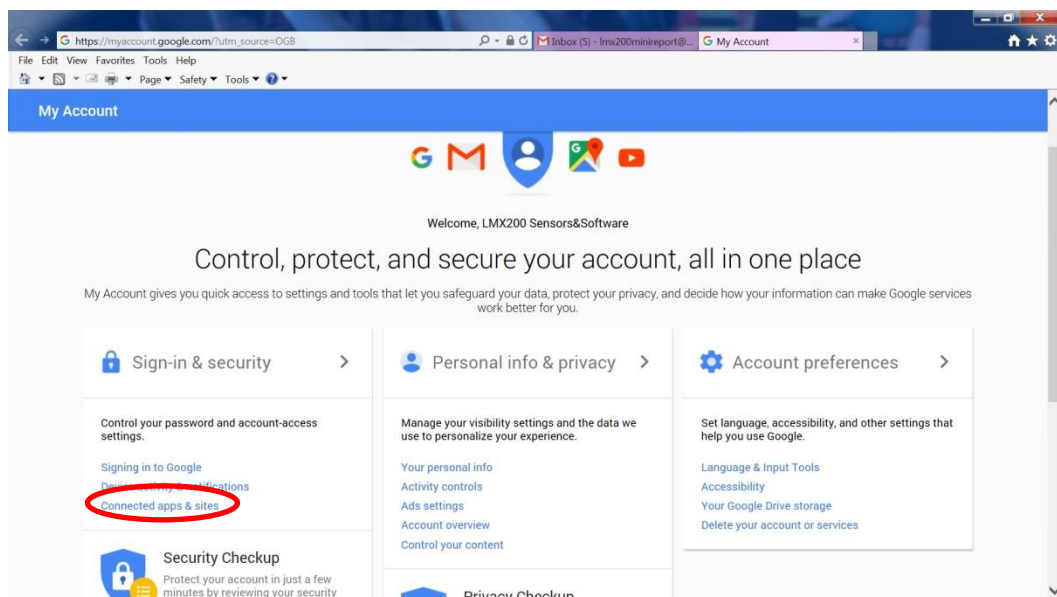 https://myaccount.google.com/?utm_source=OGB
Inbox (5) - lmx200minireport@...
My Account
File Edit View Favorites Tools Help
Page Safety Tools
My Account
Welcome, LMX200 Sensors&Software
Control, protect, and secure your account, all in one place
My Account gives you quick access to settings and tools that let you safeguard your data, protect your privacy, and decide how your information can make Google services
work better for you.
Sign-in & security
Control your password and account-access
settings.
Signing in to Google
Device activity & notifications
Connected apps & sites
Security Checkup
Protect your account in just a few
minutes by reviewing your security
Personal info & privacy
Manage your visibility settings and the data we
use to personalize your experience.
Your personal info
Activity controls
Ads settings
Account overview
Control your content
Privacy Checkup
Account preferences
Set language, accessibility, and other settings that
help you use Google.
Language & Input Tools
Accessibility
Your Google Drive storage
Delete your account or services